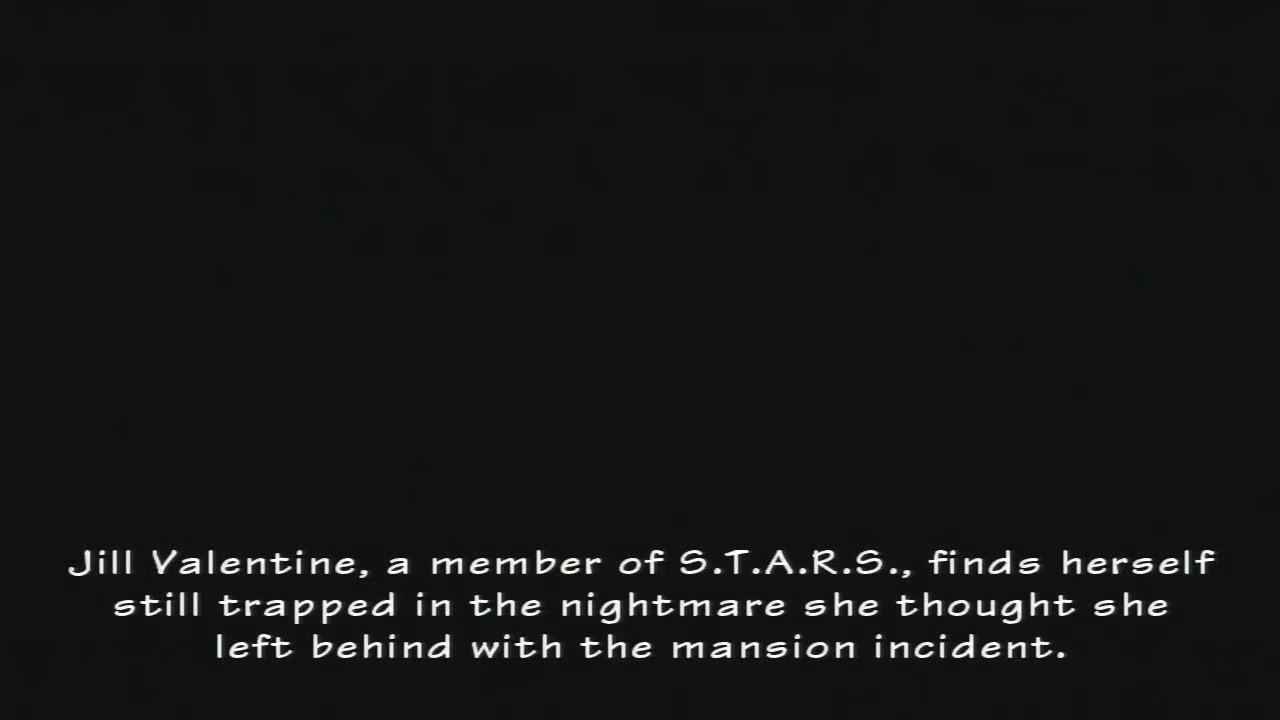 Jill Valentine, a member of S.T.A.R.S., finds herself
still trapped in the nightmare she thought she
left behind with the mansion incident.